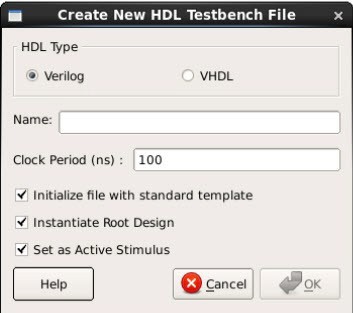 Create New HDL Testbench File
HDL Type
Verilog VHDL
Name:
Clock Period (ns) : 100
Initialize file with standard template
Instantiate Root Design
Set as Active Stimulus
Help Cancel OK